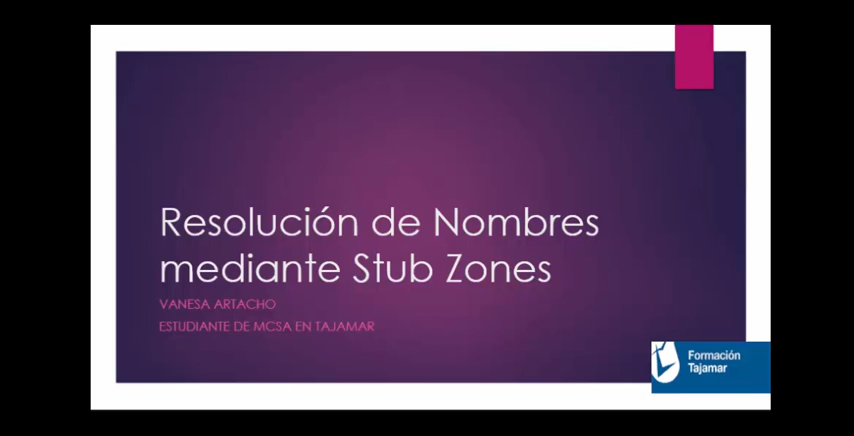 Resolución de Nombres
mediante Stub Zones
VANESA ARTACHO
ESTUDIANTE DE MCSA EN TAJAMAR
Formación
Tajamar